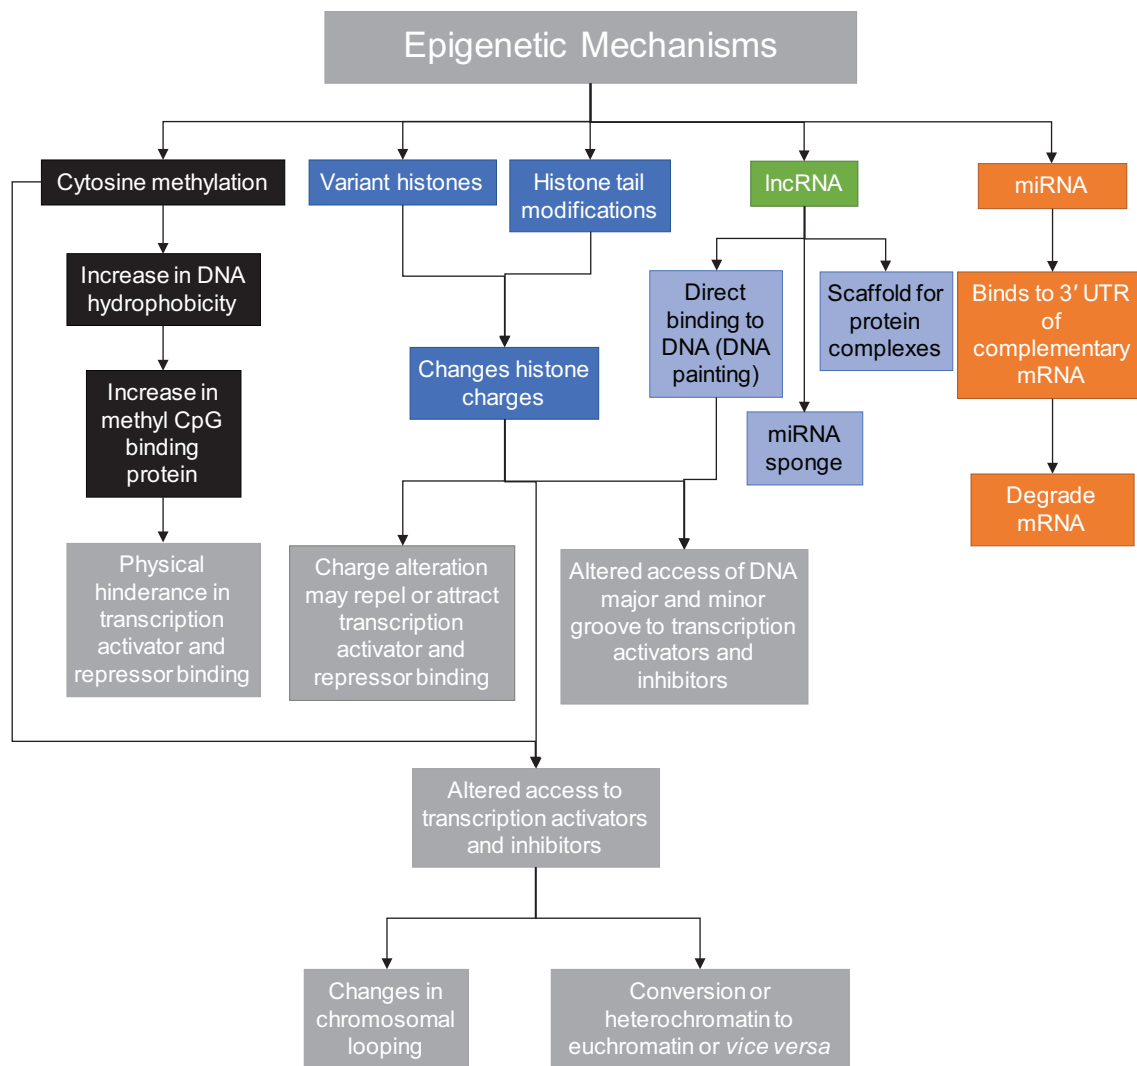 Epigenetic Mechanisms
Cytosine methylation
Variant histones
Histone tail
modifications
lncRNA
miRNA
Increase in DNA
hydrophobicity
Direct
binding to
DNA (DNA
painting)
Scaffold for
protein
complexes
Binds to 3′ UTR
of
complementary
mRNA
Changes histone
charges
Increase in
methyl CpG
binding
protein
miRNA
sponge
Degrade
mRNA
Physical
hinderance in
transcription
activator and
repressor binding
Charge alteration
may repel or attract
transcription
activator and
repressor binding
Altered access of DNA
major and minor
groove to transcription
activators and
inhibitors
Altered access to
transcription activators
and inhibitors
Changes in
chromosomal
looping
Conversion or
heterochromatin to
euchromatin or vice versa